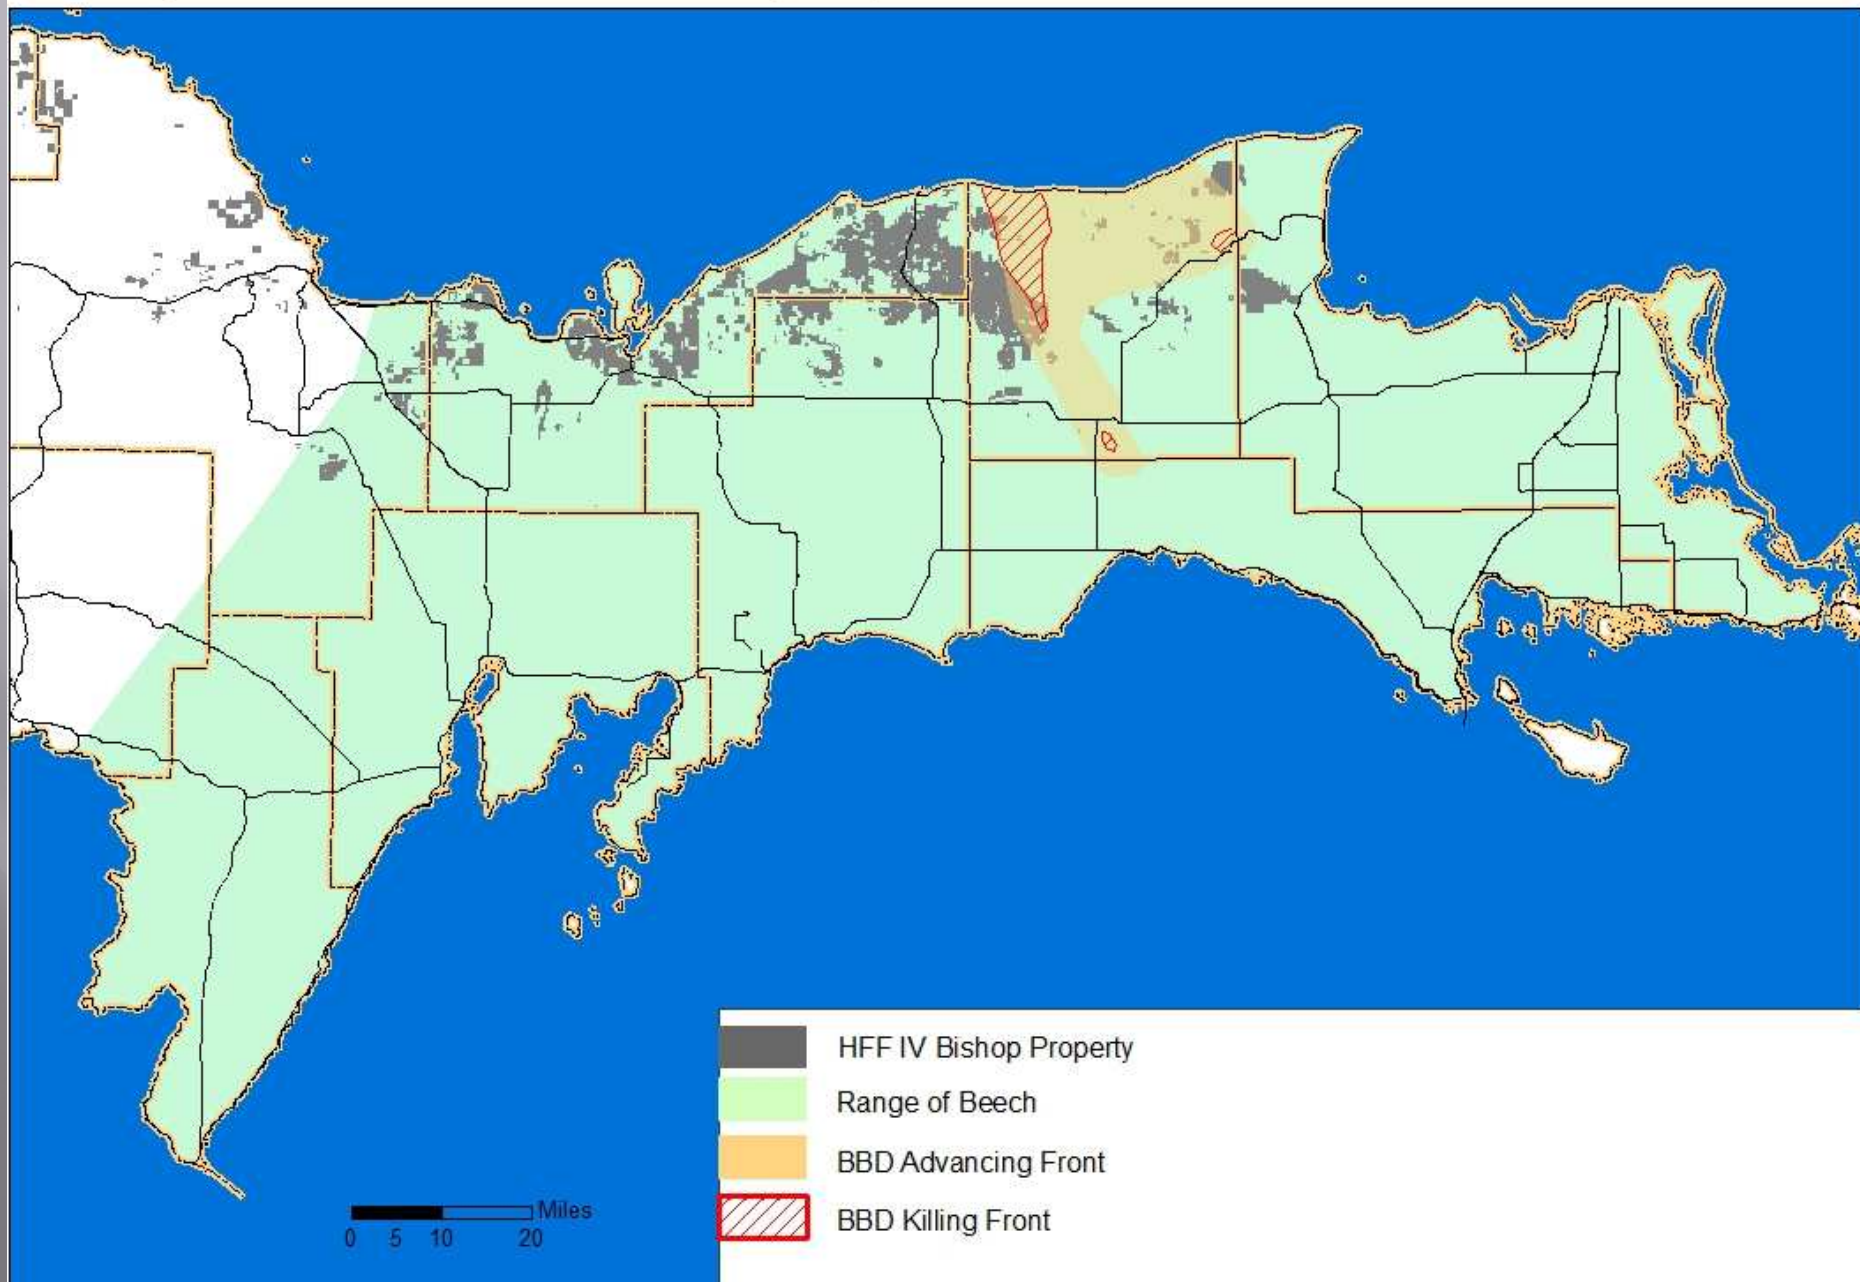 HFF IV Bishop Property
Range of Beech
BBD Advancing Front
BBD Killing Front
Miles
0 5 10 20